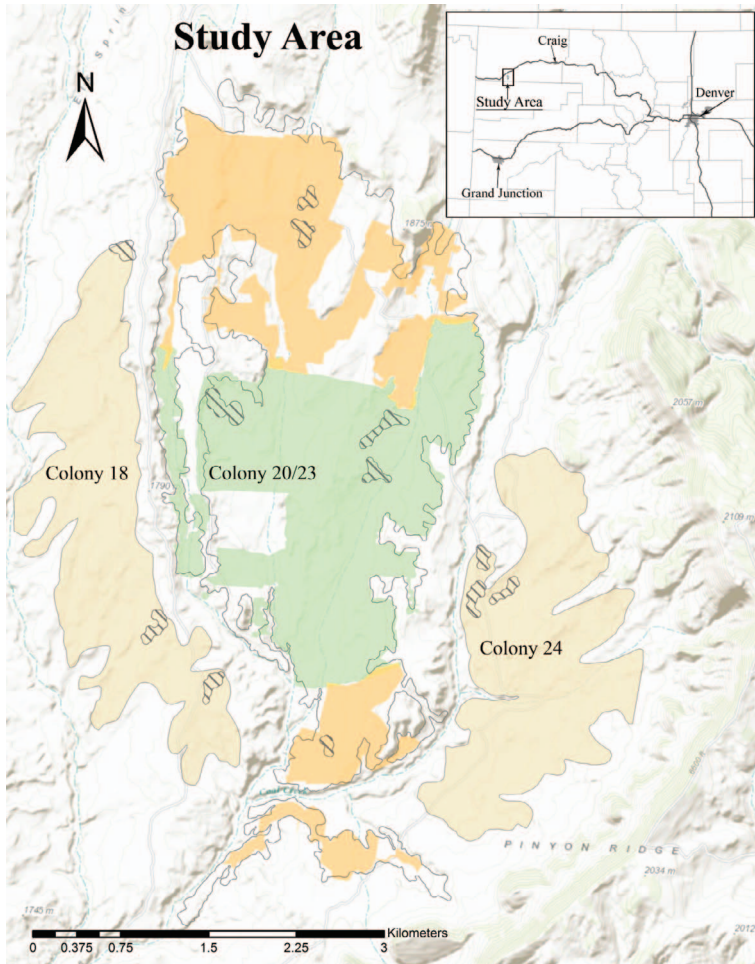 Study Area
N
Craig
Denver
Study Area
Grand Junction
1875
2057 m
Colony 18
Colony 20/23
1790
2109 m
Colony 24
PINYON RIDGE
2034 m
1745 m
2012
Kilometers
0 0.375 0.75 1.5 2.25 3